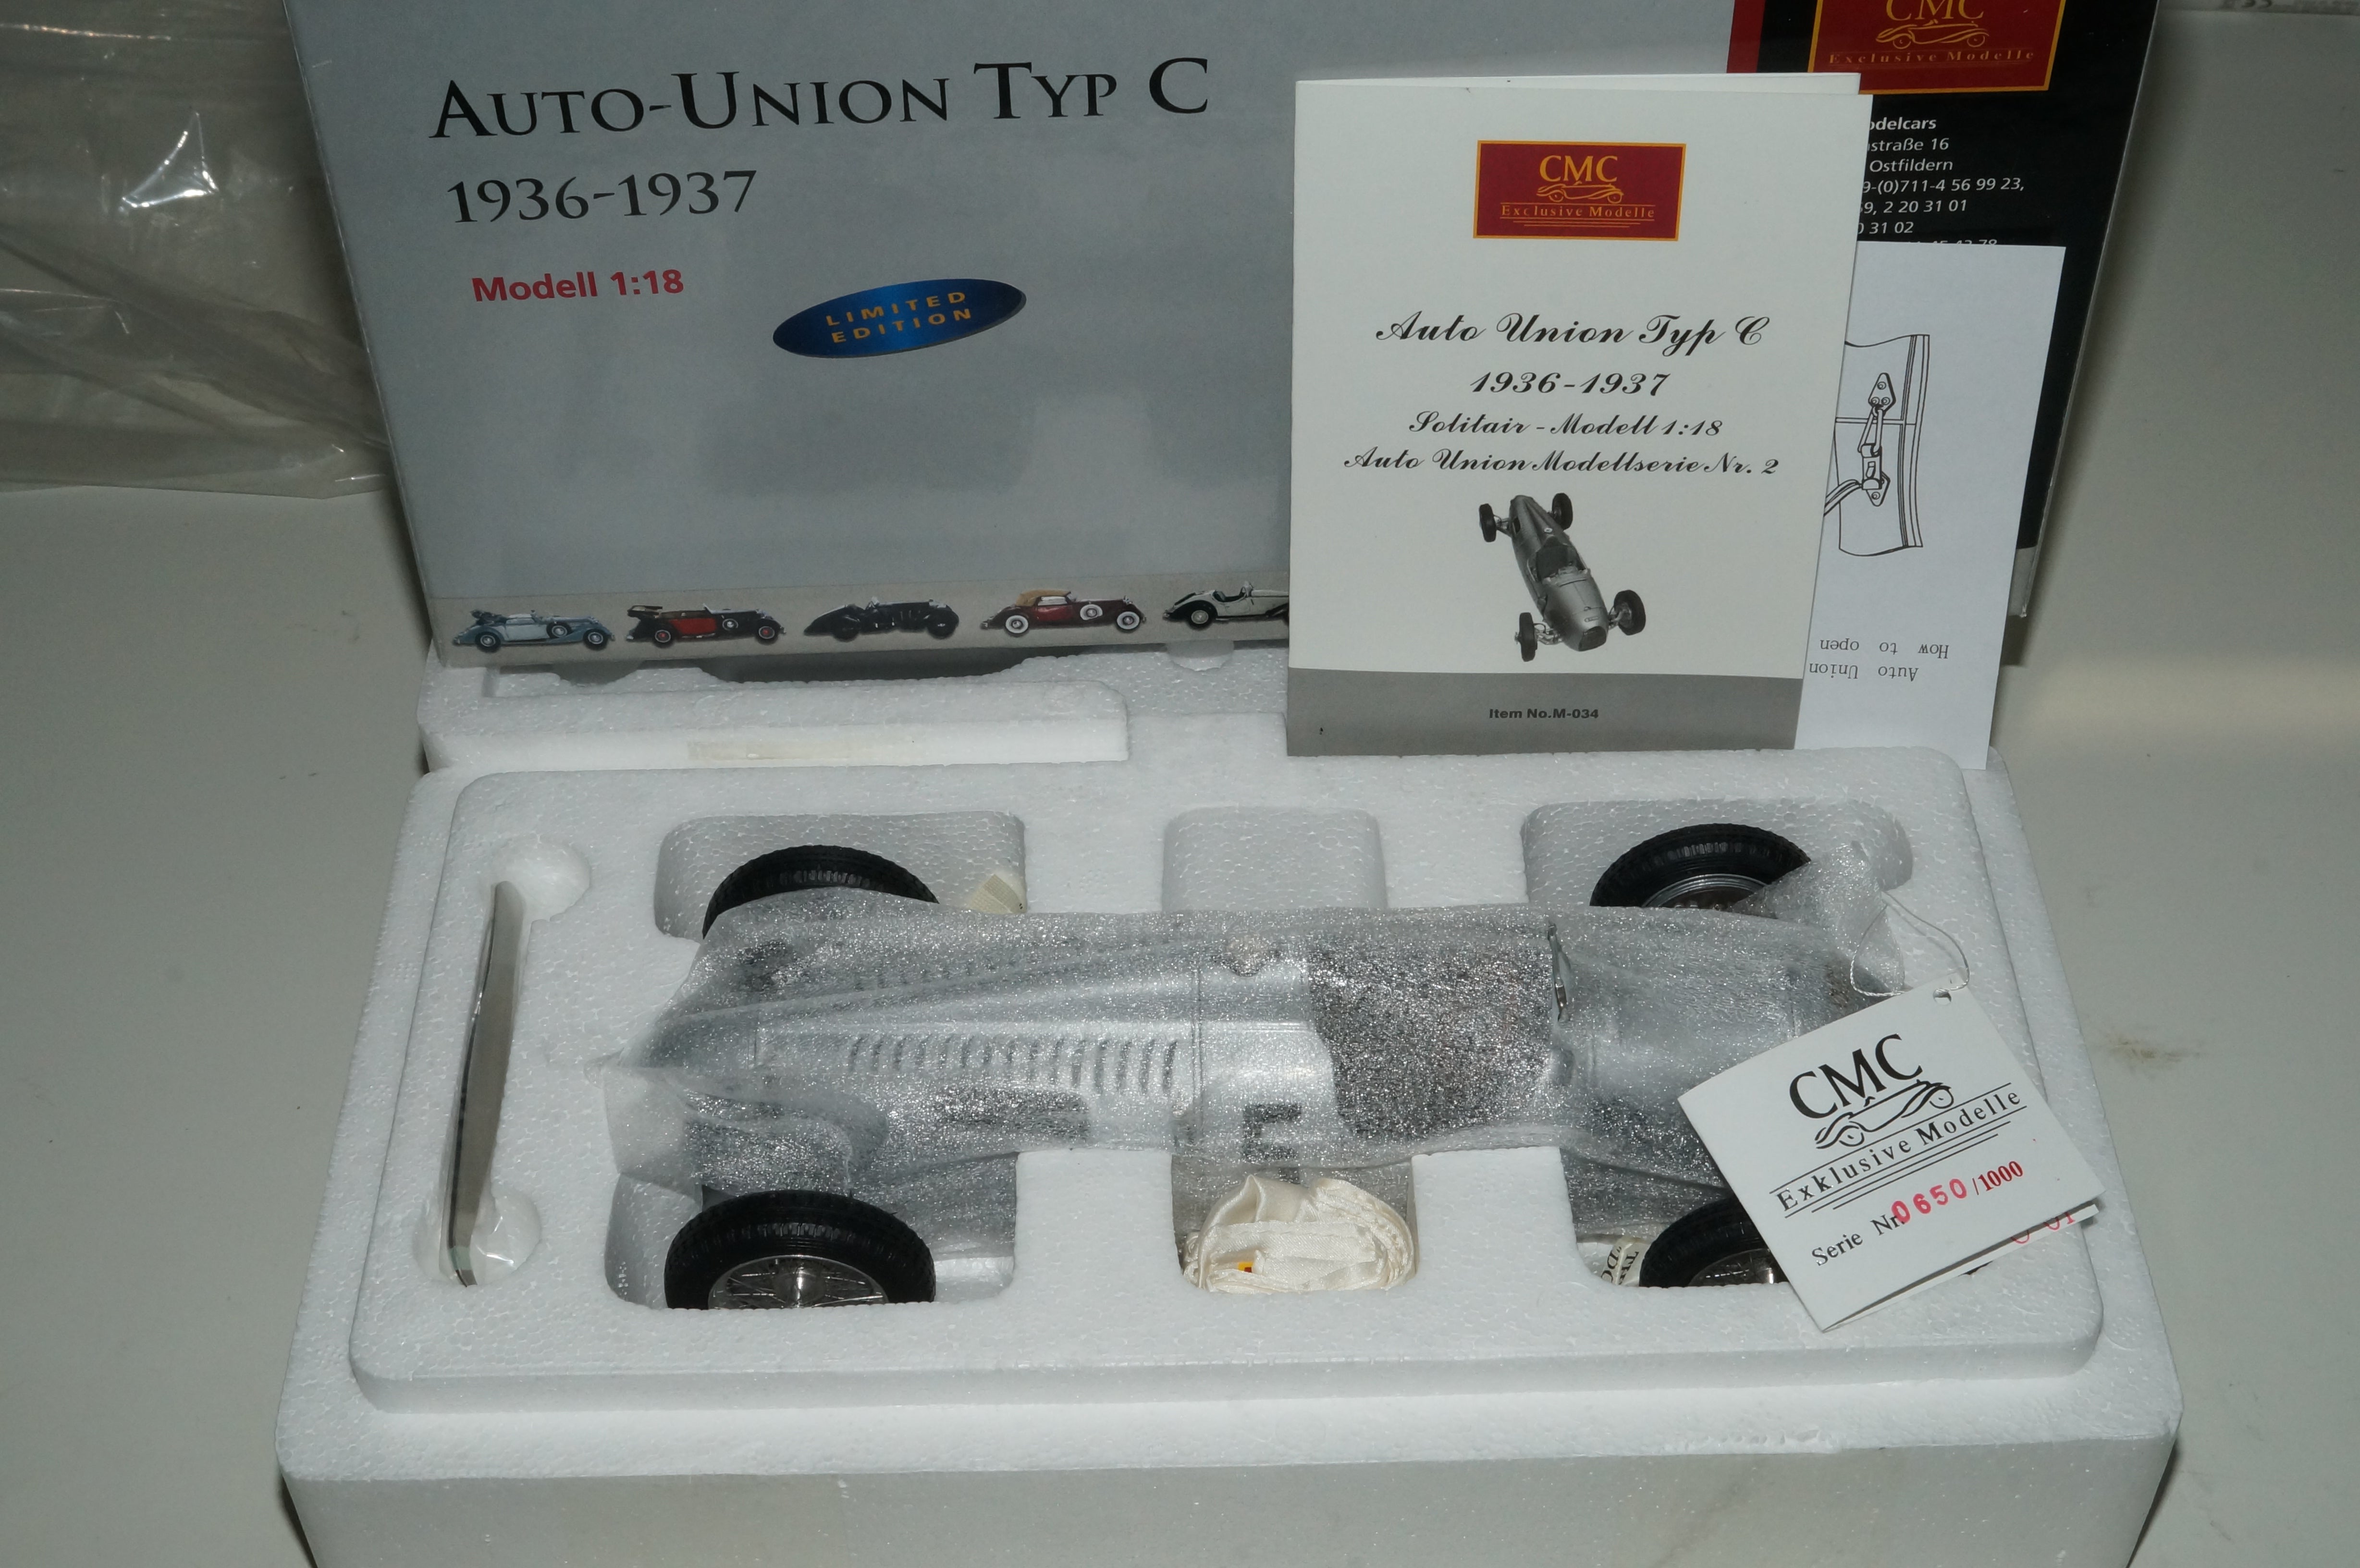 AUTO-UNION TYP C
1936-1937
Modell 1:18
LIMITED
EDITION
CMC
Exclusive Modelle
odelcars
straße 16
Ostfildern
9-(0)711-4 56 99 23,
39, 2 20 31 01
0 31 02
CMC
Exclusive Modelle
Auto Union Typ C
1936-1937
Solitair - Modell 1:18
Auto Union Modellserie Nr. 2
Item No.M-034
Auto Union
How to open
CMC
Exklusive Modelle
Serie Nr. 0650/1000